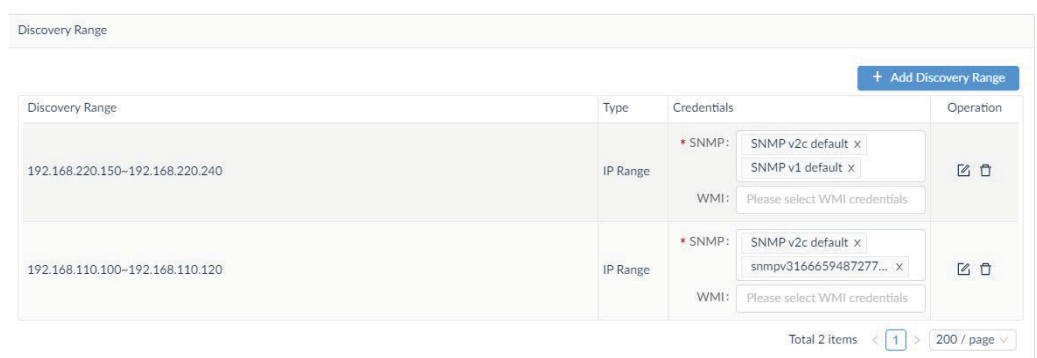 Discovery Range
+ Add Discovery Range
Discovery Range Type Credentials Operation
192.168.220.150~192.168.220.240 IP Range * SNMP: SNMP v2c default x
SNMP v1 default x
WMI: Please select WMI credentials
192.168.110.100~192.168.110.120 IP Range * SNMP: SNMP v2c default x
snmpv3166659487277... x
WMI: Please select WMI credentials
Total 2 items < 1 > 200 / page